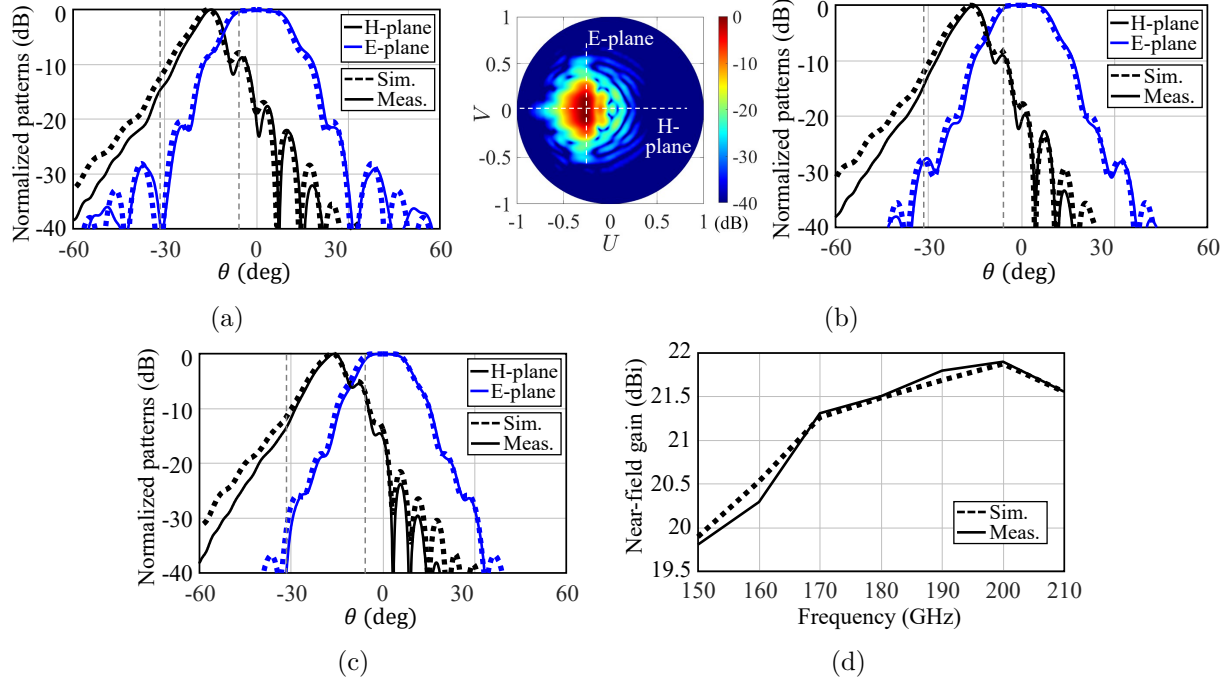 Normalized patterns (dB)
0
-10
-20
-30
-40
-60
-30
0
30
60
θ (deg)
H-plane
E-plane
Sim.
Meas.
(a)
1
0.5
0
-0.5
-1
V
-1
-0.5
0
0.5
1
U
E-plane
H-
plane
0
-10
-20
-30
-40
(dB)
Normalized patterns (dB)
0
-10
-20
-30
-40
-60
-30
0
30
60
θ (deg)
H-plane
E-plane
Sim.
Meas.
(b)
Normalized patterns (dB)
0
-10
-20
-30
-40
-60
-30
0
30
60
θ (deg)
H-plane
E-plane
Sim.
Meas.
(c)
Near-field gain (dBi)
22
21.5
21
20.5
20
19.5
150
160
170
180
190
200
210
Frequency (GHz)
Sim.
Meas.
(d)